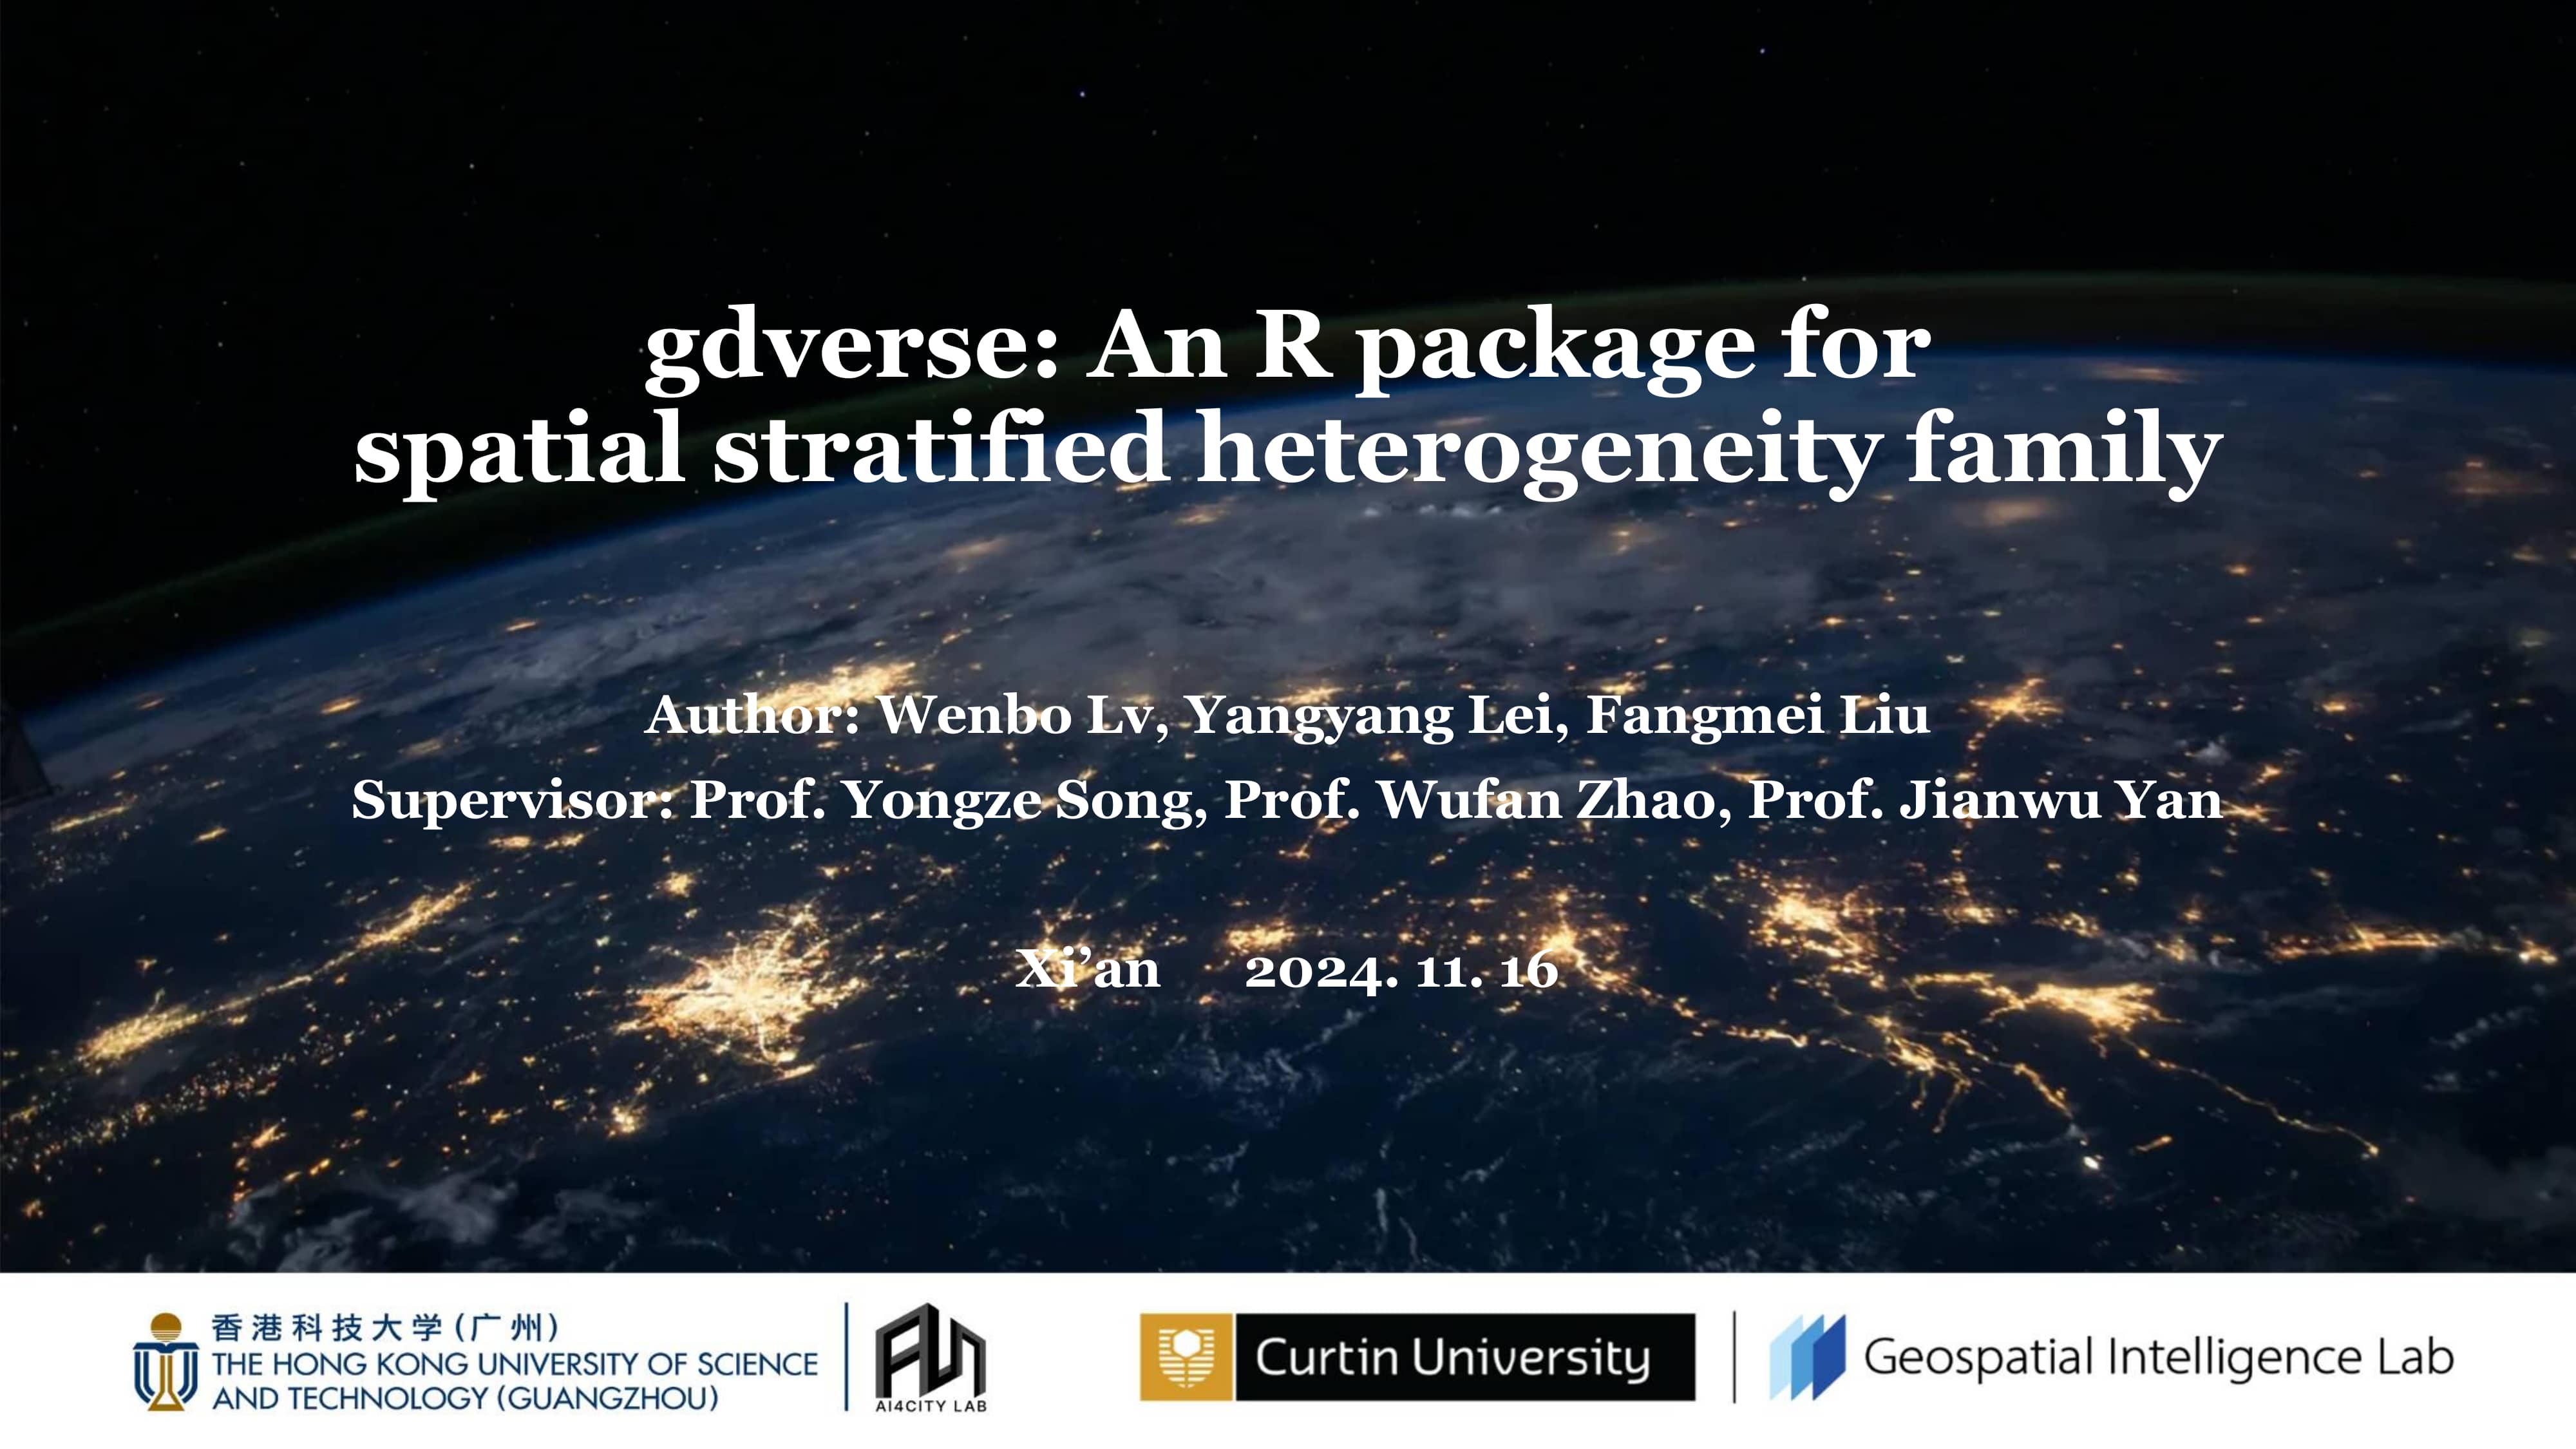 gdverse: An R package for
spatial stratified heterogeneity family
Author: Wenbo Lv, Yangyang Lei, Fangmei Liu
Supervisor: Prof. Yongze Song, Prof. Wufan Zhao, Prof. Jianwu Yan
Xi’an 2024. 11. 16
香港科技大学(广州)
THE HONG KONG UNIVERSITY OF SCIENCE
AND TECHNOLOGY (GUANGZHOU)
AI4CITY LAB
Curtin University
Geospatial Intelligence Lab